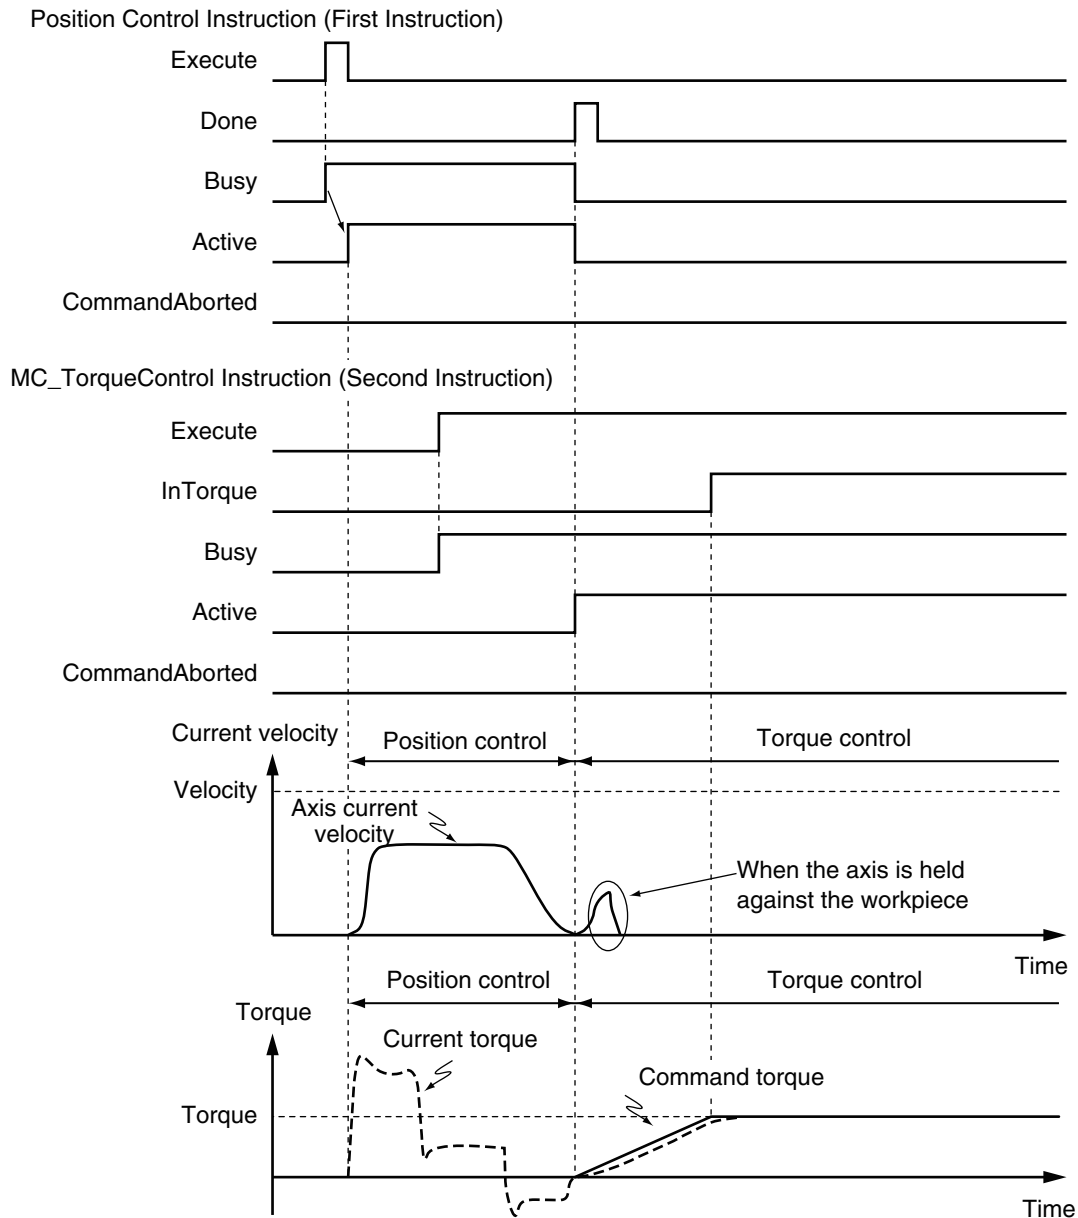 Position Control Instruction (First Instruction)
Execute
Done
Busy
Active
CommandAborted
MC_TorqueControl Instruction (Second Instruction)
Execute
InTorque
Busy
Active
CommandAborted
Current velocity
Position control
Torque control
Velocity
Axis current
velocity
When the axis is held
against the workpiece
Time
Position control
Torque control
Torque
Current torque
Command torque
Torque
Time